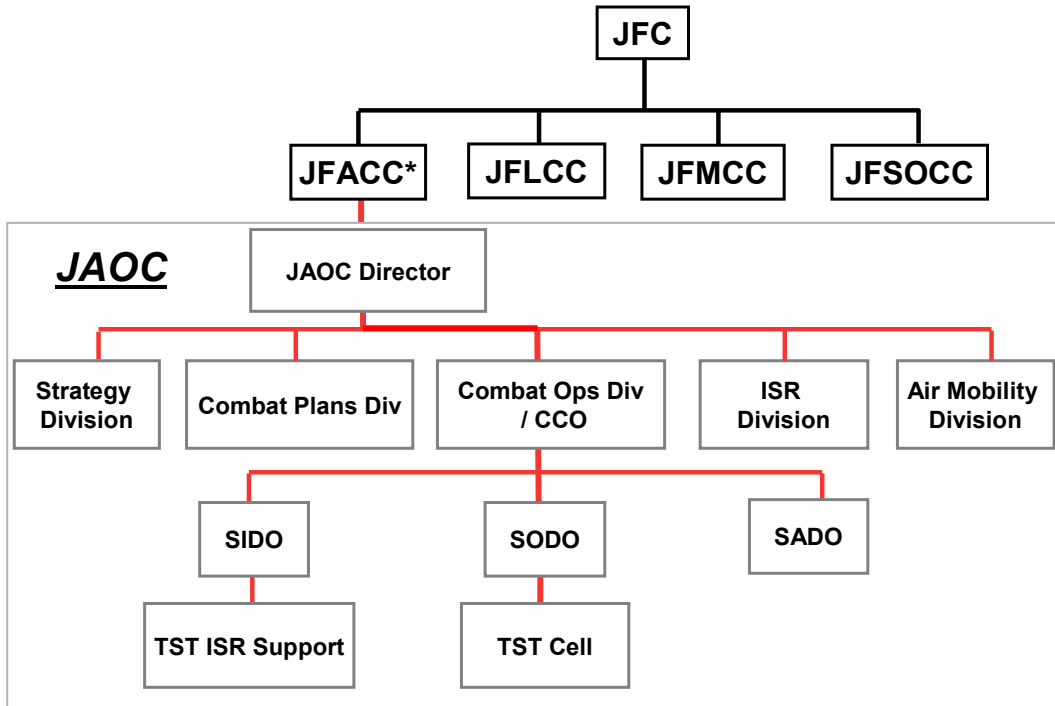 JFC
JFACC*
JFLCC
JFMCC
JFSOCC
JAOC
JAOC Director
Strategy
Division
Combat Plans Div
Combat Ops Div
/ CCO
ISR
Division
Air Mobility
Division
SIDO
SODO
SADO
TST ISR Support
TST Cell